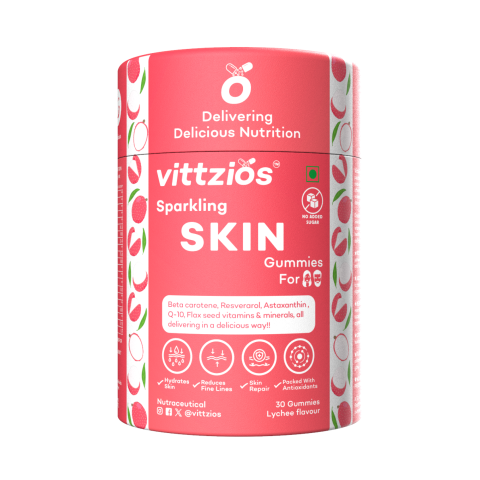 Delivering
Delicious Nutrition
vittzios™
Sparkling
SKIN
Gummies
For
NO ADDED
SUGAR
Beta carotene, Resveraral, Astaxanthin,
Q-10, Flax seed vitamins & minerals, all
delivering in a delicious way!!
Hydrates
Skin
Reduces
Fine Lines
Skin
Repair
Packed With
Antioxidants
Nutraceutical
@vittzios
30 Gummies
Lychee flavour